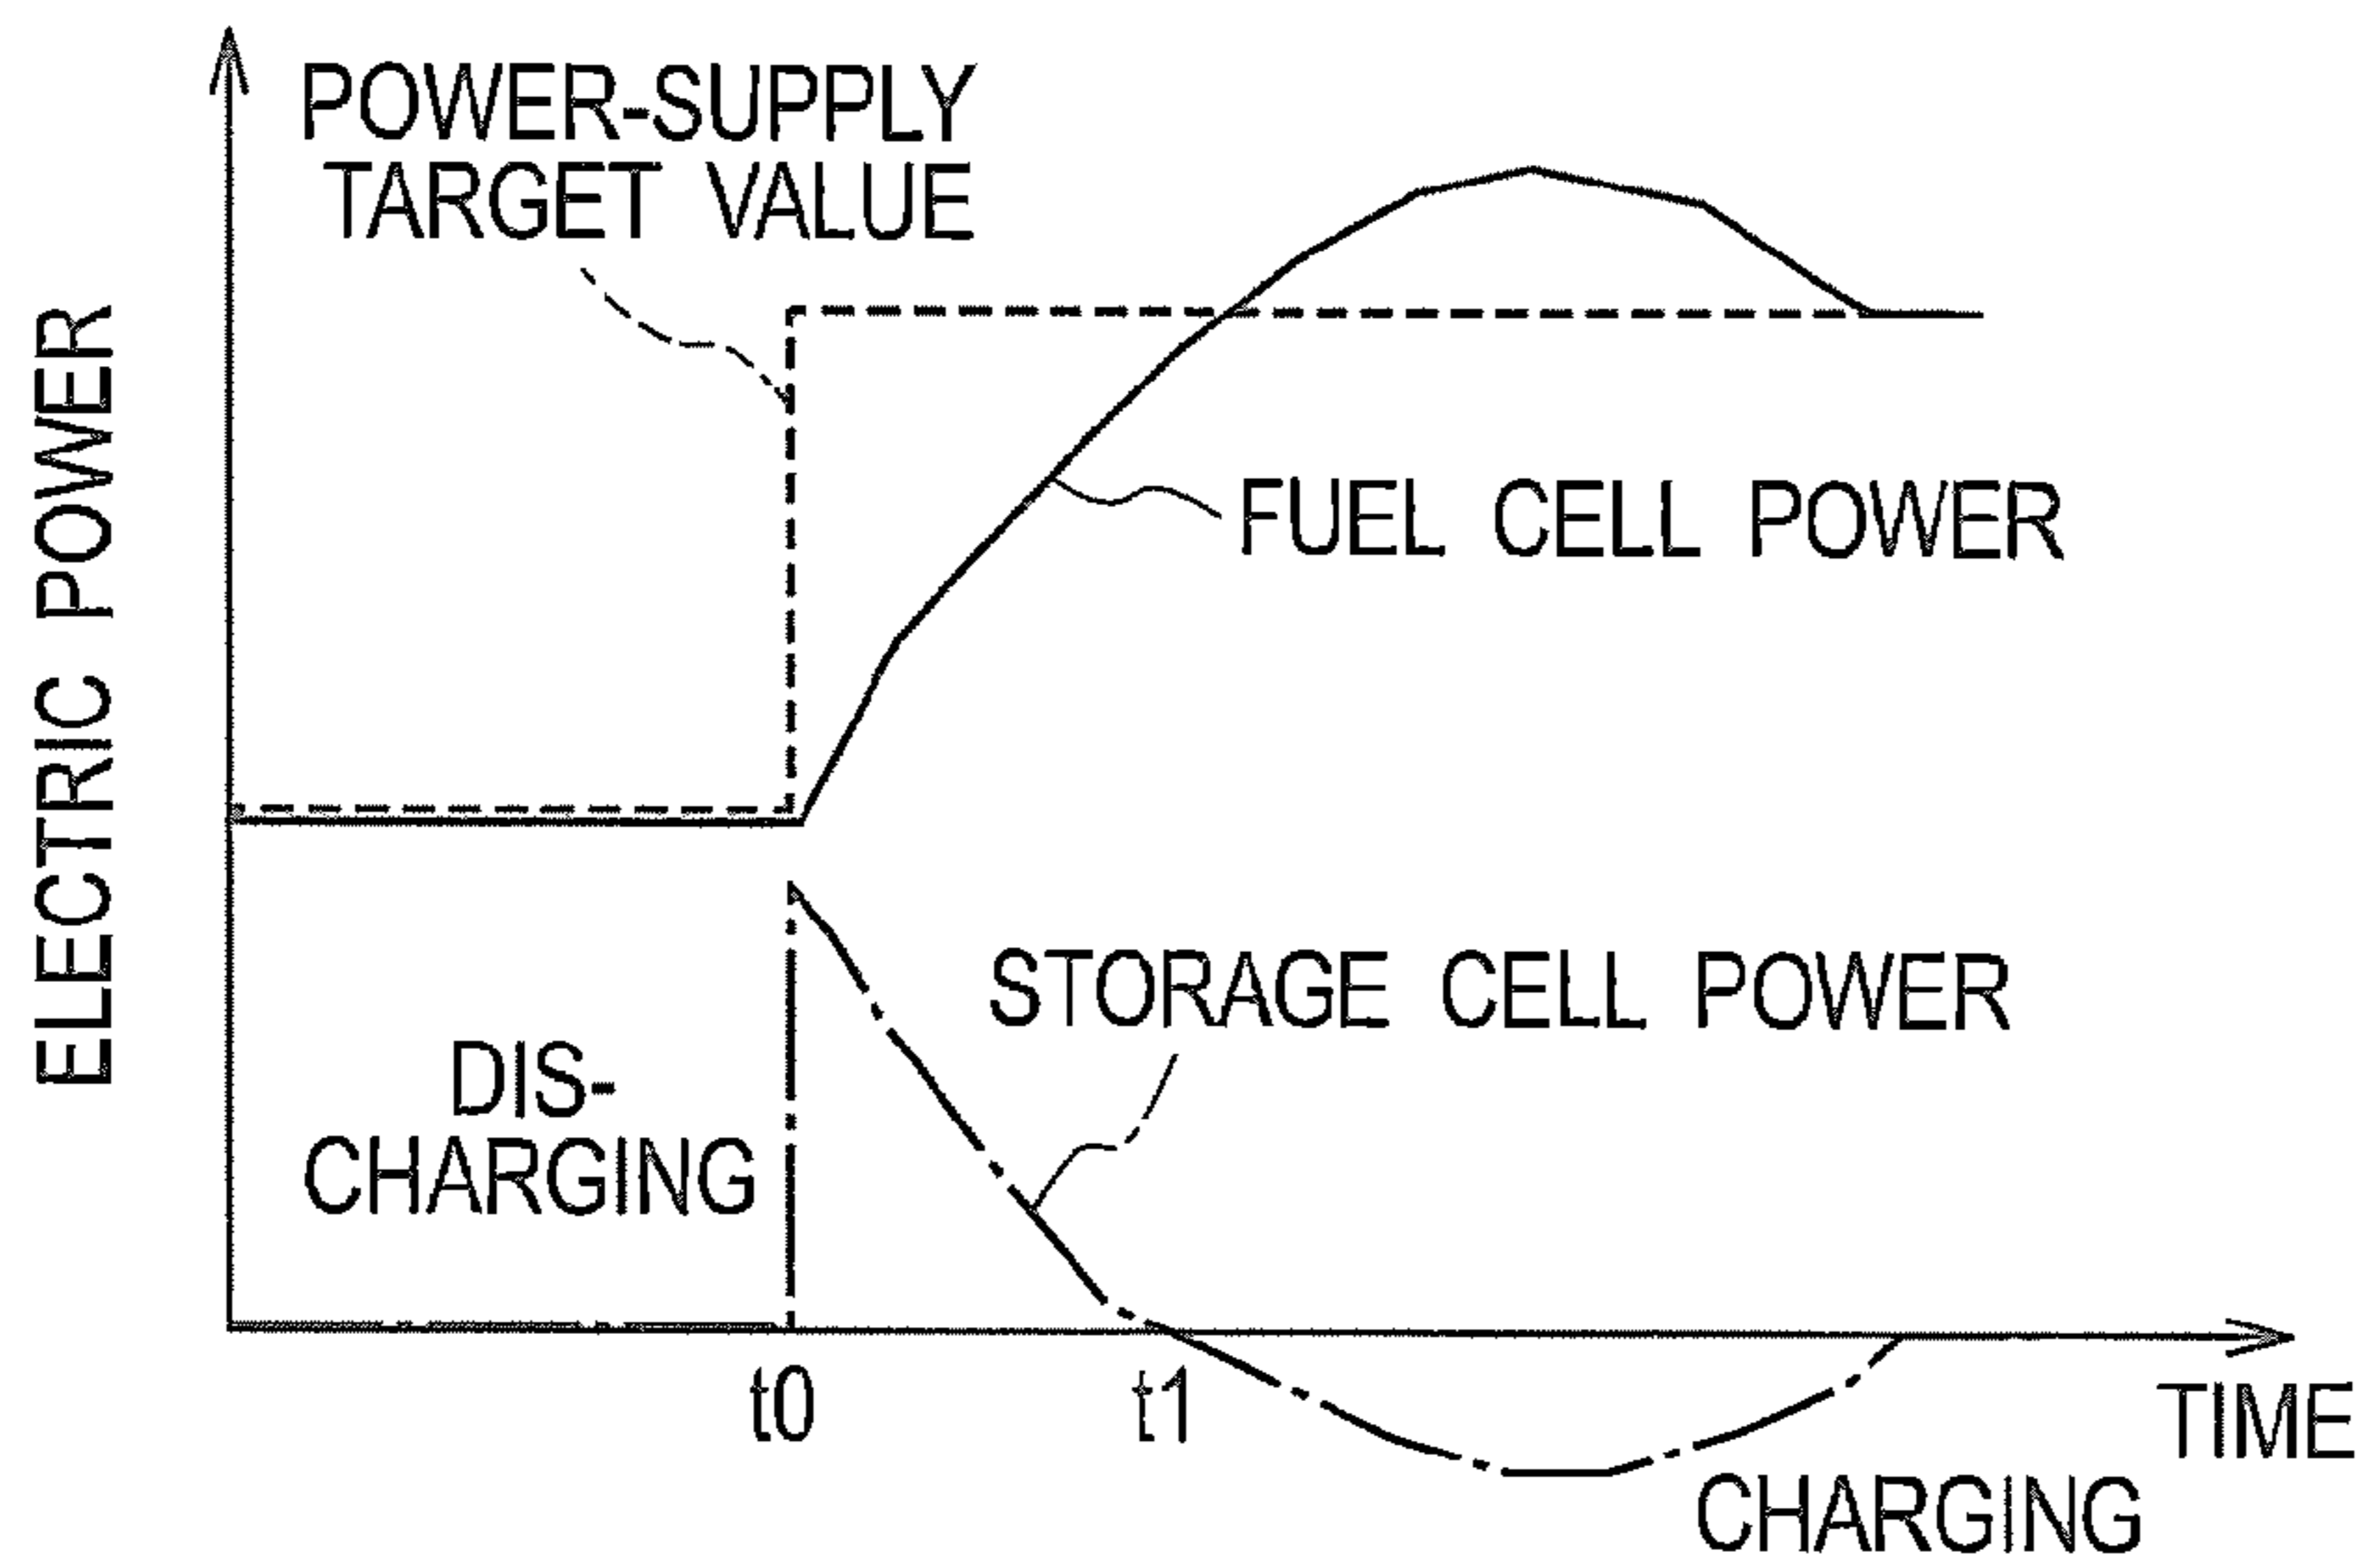 POWER-SUPPLY
TARGET VALUE
ELECTRIC POWER
FUEL CELL POWER
STORAGE CELL POWER
DIS-
CHARGING
t0
t1
TIME
CHARGING